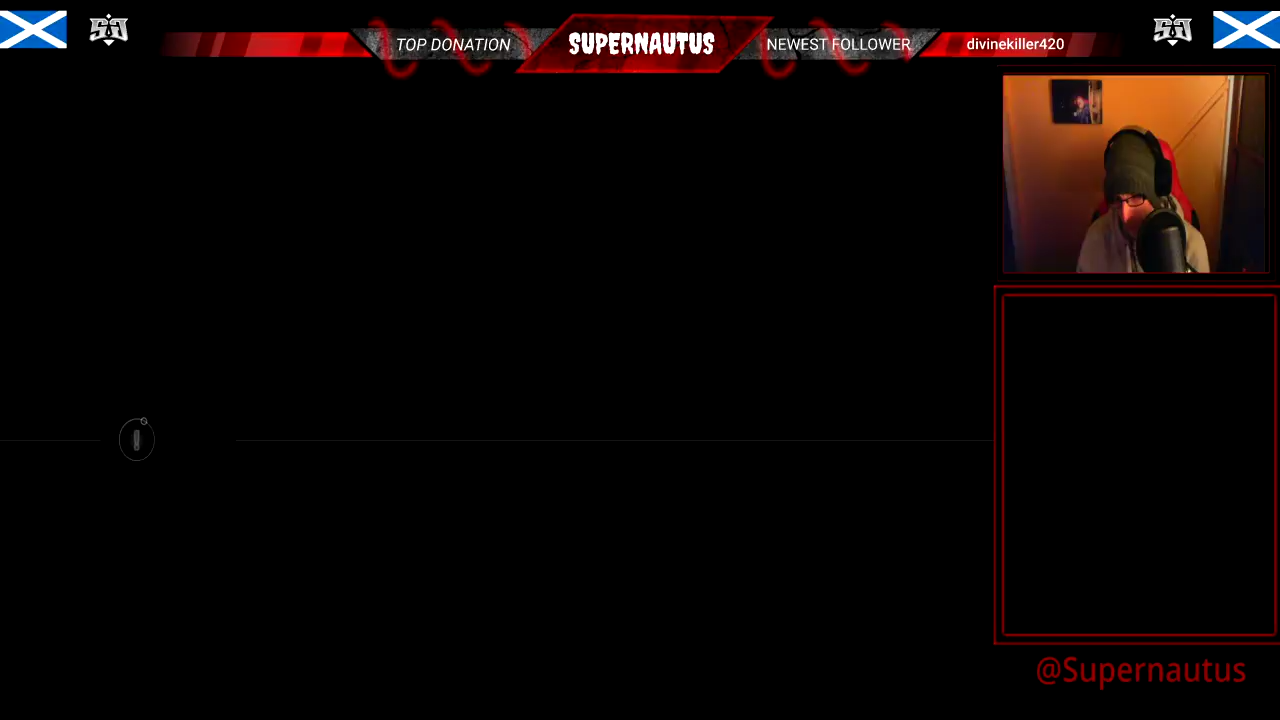 TOP DONATION
SUPERNAUTUS
NEWEST FOLLOWER
divinekiller420
@Supernautus